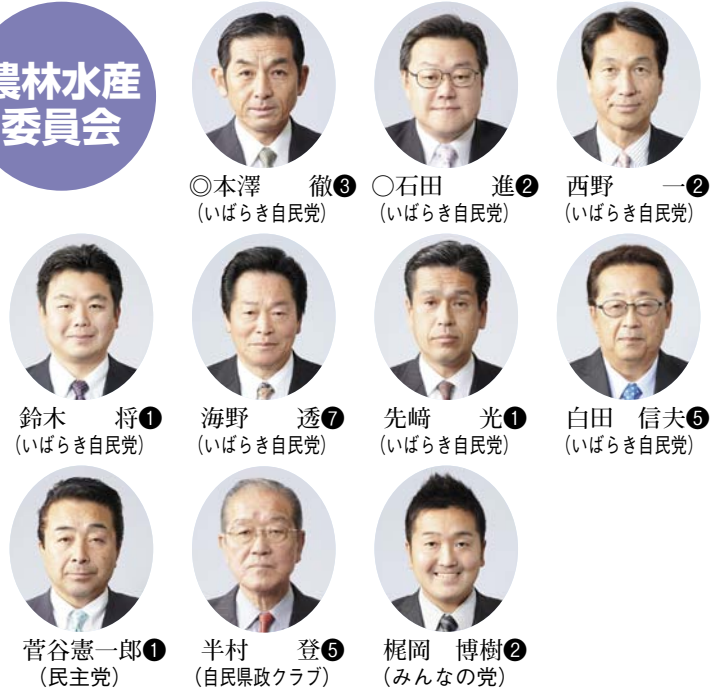 農林水産
委員会
◎本澤　徹❸
(いばらき自民党)
○石田　進❷
(いばらき自民党)
西野　一❷
(いばらき自民党)
鈴木　将❶
(いばらき自民党)
海野　透❼
(いばらき自民党)
先﨑　光❶
(いばらき自民党)
白田　信夫❺
(いばらき自民党)
菅谷憲一郎❶
(民主党)
半村　登❺
(自民県政クラブ)
梶岡　博樹❷
(みんなの党)